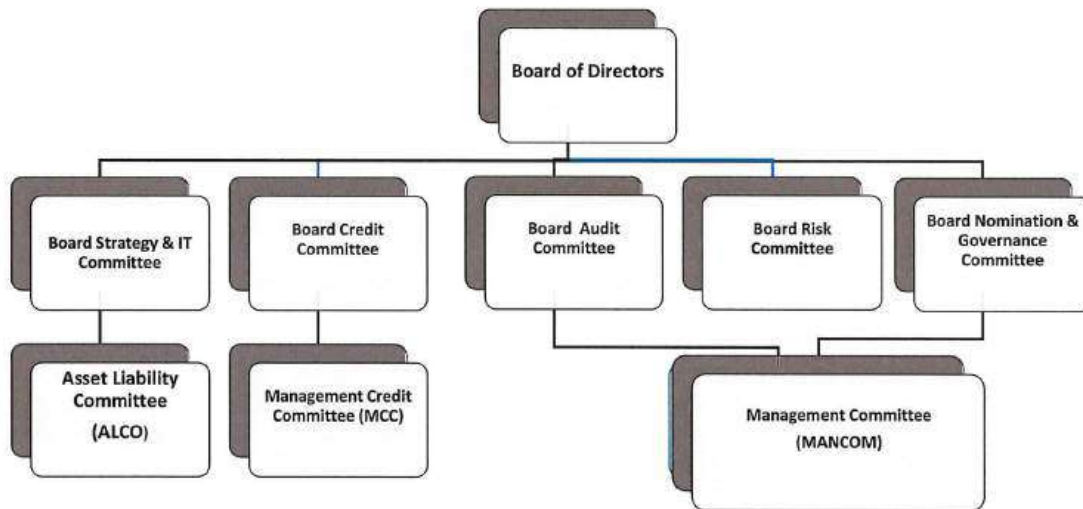 Board of Directors
Board Strategy & IT
Committee
Board Credit
Committee
Board Audit
Committee
Board Risk
Committee
Board Nomination &
Governance
Committee
Asset Liability
Committee
(ALCO)
Management Credit
Committee (MCC)
Management Committee
(MANCOM)